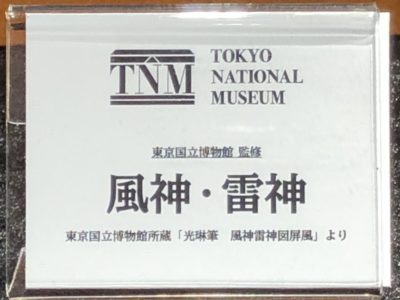 TNM
TOKYO
NATIONAL
MUSEUM
東京国立博物館 監修
風神・雷神
東京国立博物館所蔵「光琳筆　風神雷神図屏風」より